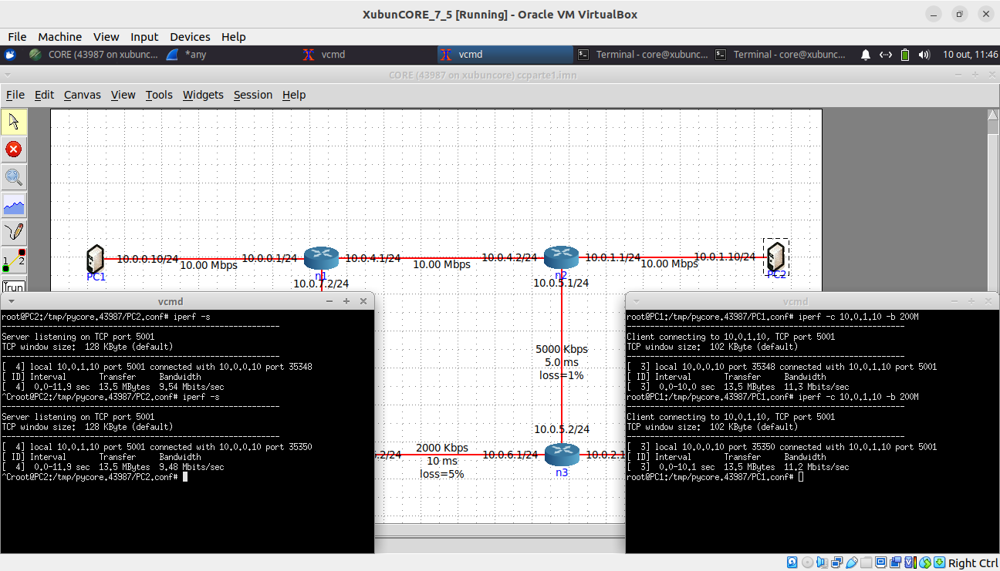 XubunCORE_7_5 [Running] - Oracle VM VirtualBox
File Machine View Input Devices Help
CORE (43987 on xubunc... *any vcmd vcmd Terminal - core@xubunc... Terminal - core@xubunc... 10 out, 11:46
CORE (43987 on xubuncore) ccparte1.imn
File Edit Canvas View Tools Widgets Session Help
1 2
run
10.0.0.10/24 10.0.0.1/24 10.0.4.1/24 10.0.4.2/24 10.0.1.1/24 10.0.1.10/24
10.00 Mbps 10.00 Mbps 10.00 Mbps
PC1 n1 n2 PC2
10.0.7.2/24 10.0.5.1/24
5000 Kbps
5.0 ms
loss=1%
10.0.5.2/24
2000 Kbps
.2/24 10 ms 10.0.6.1/24 10.0.2.1
loss=5%
n3
vcmd
root@PC2:/tmp/pycore.43987/PC2.conf# iperf -s
------------------------------------------------------------
Server listening on TCP port 5001
TCP window size: 128 KByte (default)
------------------------------------------------------------
[ 4] local 10.0.1.10 port 5001 connected with 10.0.0.10 port 35348
[ ID] Interval Transfer Bandwidth
[ 4] 0.0-11.9 sec 13.5 MBytes 9.54 Mbits/sec
^Croot@PC2:/tmp/pycore.43987/PC2.conf# iperf -s
------------------------------------------------------------
Server listening on TCP port 5001
TCP window size: 128 KByte (default)
------------------------------------------------------------
[ 4] local 10.0.1.10 port 5001 connected with 10.0.0.10 port 35350
[ ID] Interval Transfer Bandwidth
[ 4] 0.0-11.9 sec 13.5 MBytes 9.48 Mbits/sec
^Croot@PC2:/tmp/pycore.43987/PC2.conf#
vcmd
root@PC1:/tmp/pycore.43987/PC1.conf# iperf -c 10.0.1.10 -b 200M
------------------------------------------------------------
Client connecting to 10.0.1.10, TCP port 5001
TCP window size: 102 KByte (default)
------------------------------------------------------------
[ 3] local 10.0.0.10 port 35348 connected with 10.0.1.10 port 5001
[ ID] Interval Transfer Bandwidth
[ 3] 0.0-10.0 sec 13.5 MBytes 11.3 Mbits/sec
root@PC1:/tmp/pycore.43987/PC1.conf# iperf -c 10.0.1.10 -b 200M
------------------------------------------------------------
Client connecting to 10.0.1.10, TCP port 5001
TCP window size: 102 KByte (default)
------------------------------------------------------------
[ 3] local 10.0.0.10 port 35350 connected with 10.0.1.10 port 5001
[ ID] Interval Transfer Bandwidth
[ 3] 0.0-10.1 sec 13.5 MBytes 11.2 Mbits/sec
root@PC1:/tmp/pycore.43987/PC1.conf#
Right Ctrl